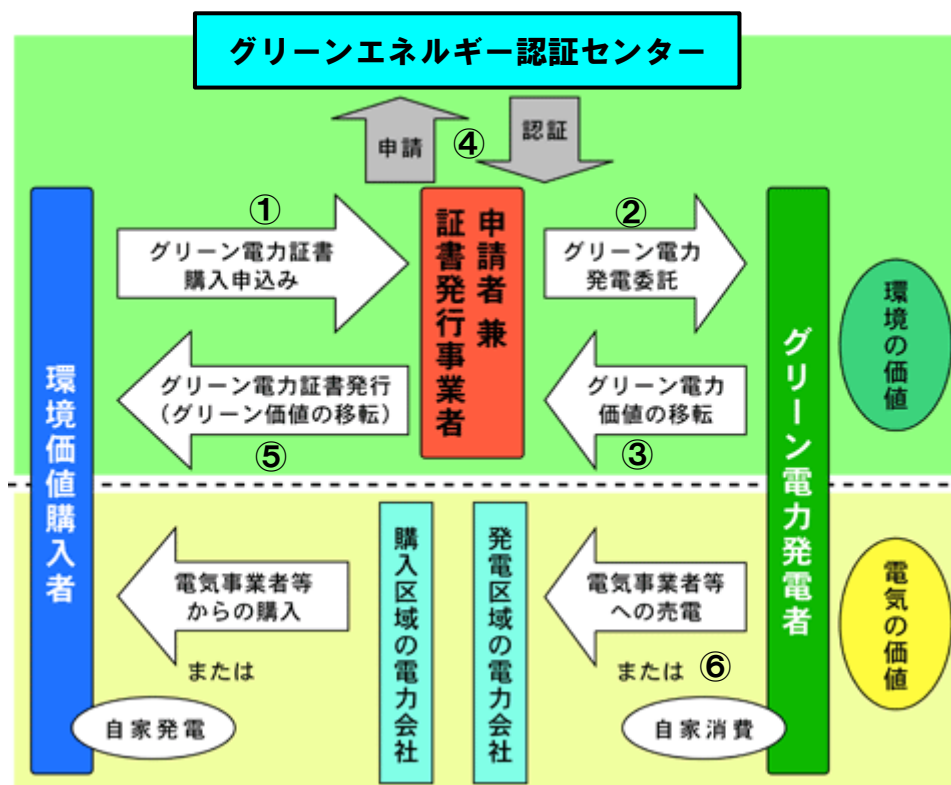 グリーンエネルギー認証センター
申請
④
認証
①
グリーン電力証書
購入申込み
②
グリーン電力
発電委託
申請者 兼
証書発行事業者
グリーン電力証書発行
(グリーン価値の移転)
⑤
グリーン電力
価値の移転
③
環境価値購入者
グリーン電力発電者
環境の価値
電気事業者等
からの購入
または
自家発電
購入区域の電力会社
発電区域の電力会社
電気事業者等
への売電
または
⑥
自家消費
電気の価値